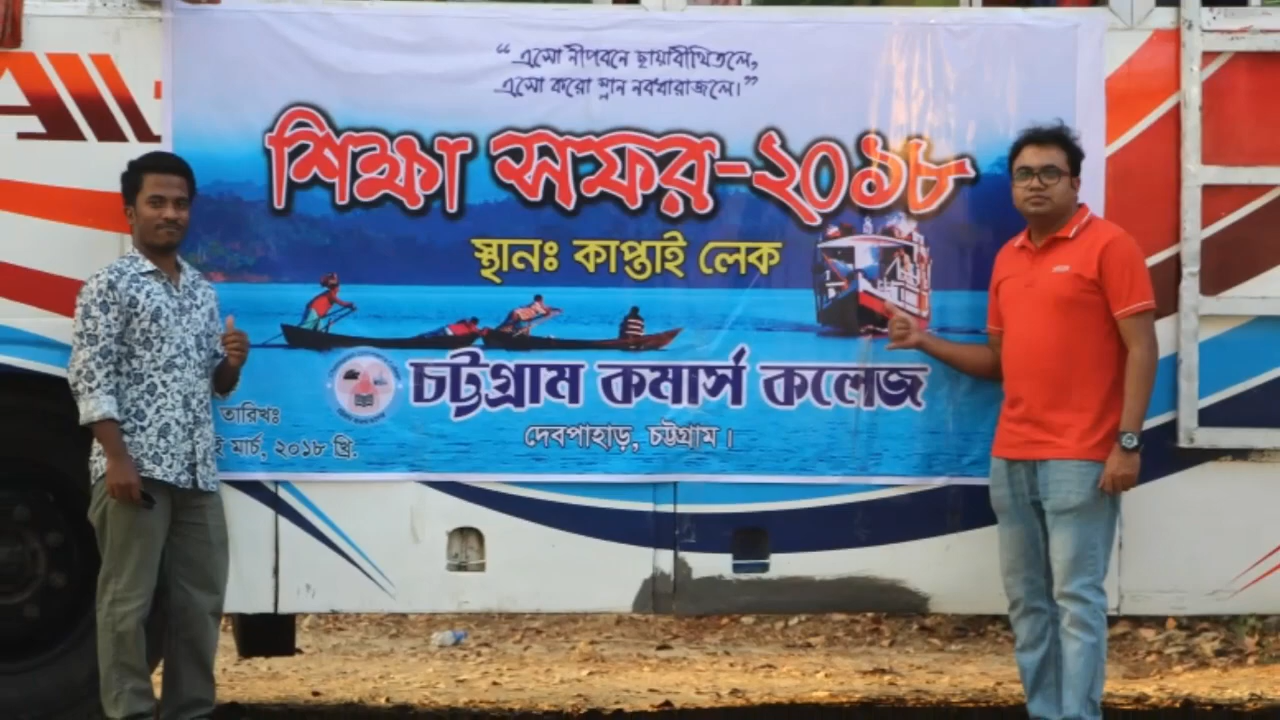 “এসো নীপবনে ছায়াবীথিতলে,
এসো করো স্নান নবধারাজলে।”
শিক্ষা সফর-২০১৮
স্থানঃ কাপ্তাই লেক
চট্টগ্রাম কমার্স কলেজ
দেবপাহাড়, চট্টগ্রাম।
তারিখঃ
ই মার্চ, ২০১৮ খ্রি.